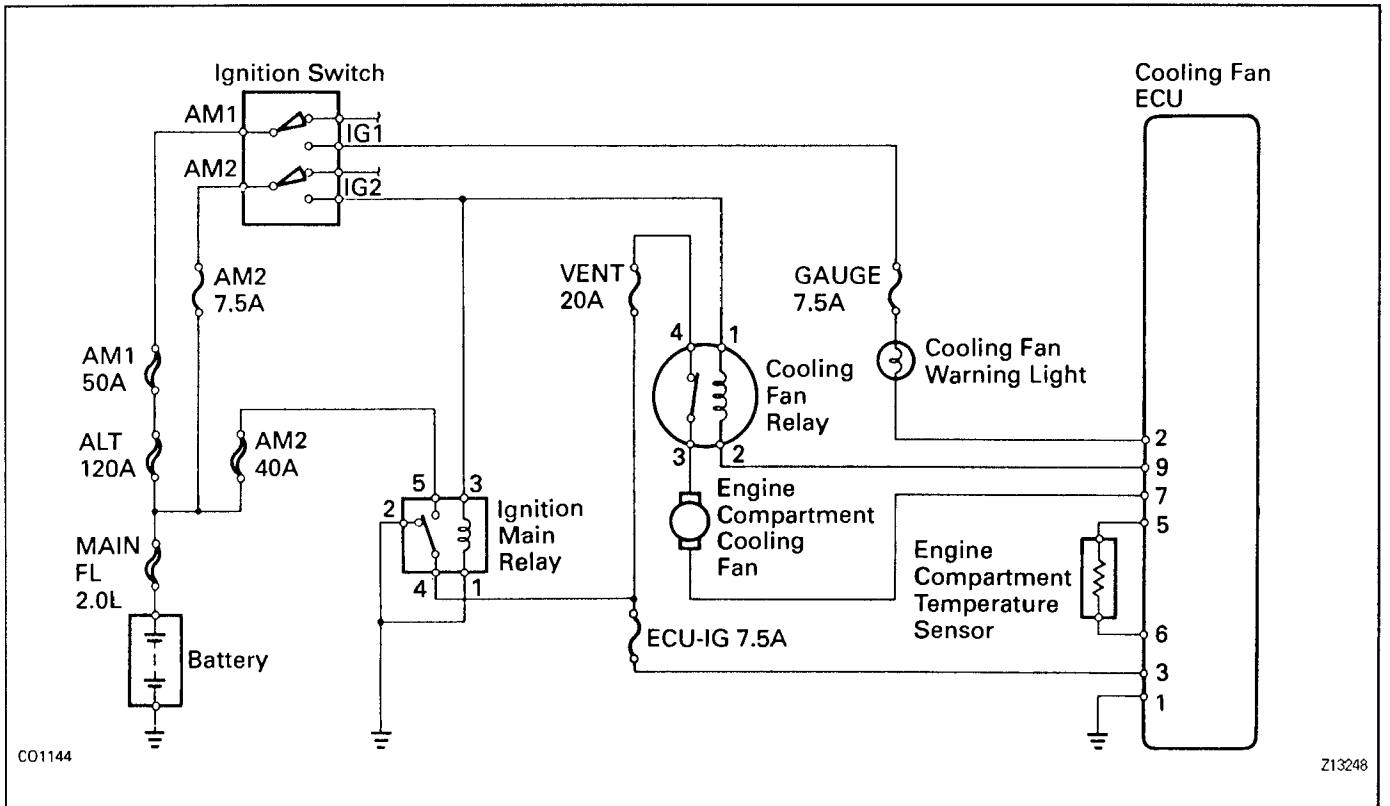 Ignition Switch
AM1
IG1
AM2
IG2
AM2
7.5A
AM1
50A
ALT
120A
AM2
40A
MAIN
FL
2.0L
Battery
5
3
2
4
1
Ignition
Main
Relay
VENT
20A
4
1
3
2
Cooling
Fan
Relay
GAUGE
7.5A
Cooling Fan
Warning Light
Engine
Compartment
Cooling
Fan
ECU-IG 7.5A
Engine
Compartment
Temperature
Sensor
Cooling Fan
ECU
2
9
7
5
6
3
1
CO1144
Z13248